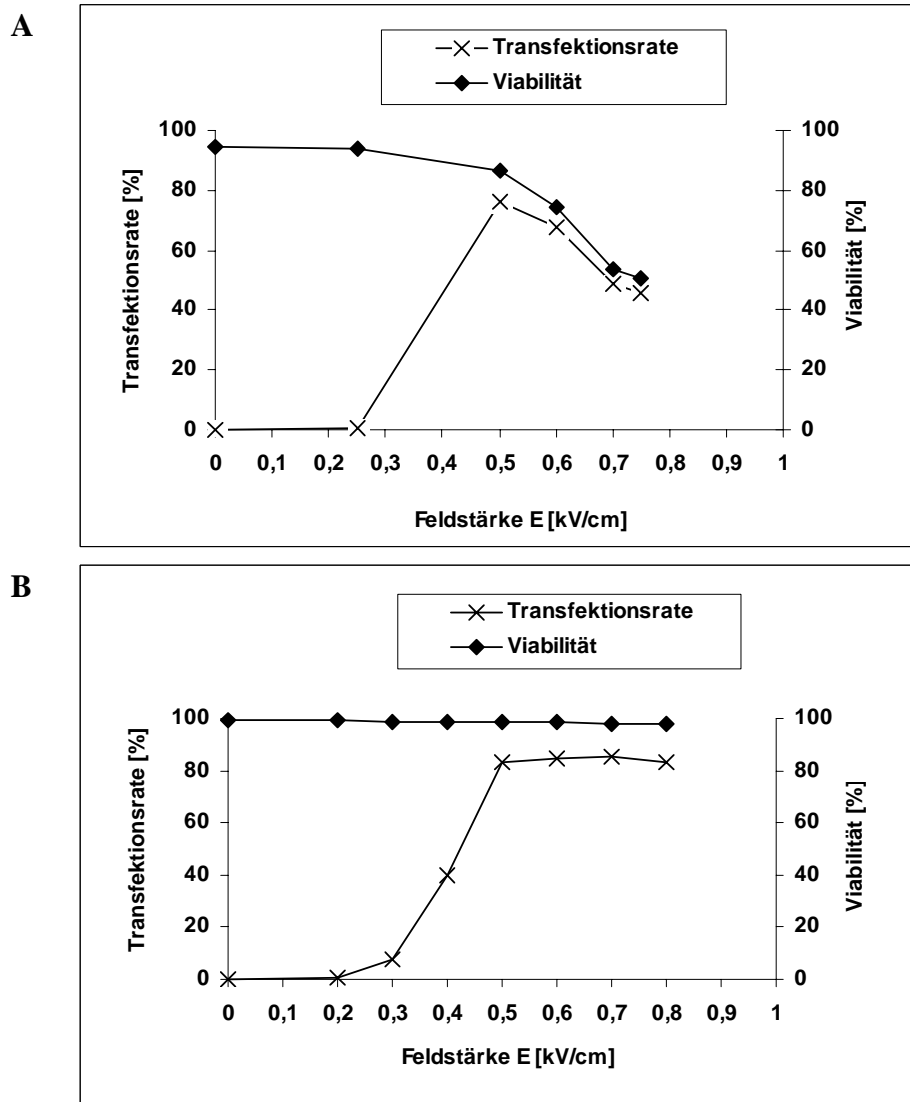 A
Transfektionsrate
Viabilität
Transfektionsrate [%]
100
80
60
40
20
0
Viabilität [%]
100
80
60
40
20
0
0 0,1 0,2 0,3 0,4 0,5 0,6 0,7 0,8 0,9 1
Feldstärke E [kV/cm]
B
Transfektionsrate
Viabilität
Transfektionsrate [%]
100
80
60
40
20
0
Viabilität [%]
100
80
60
40
20
0
0 0,1 0,2 0,3 0,4 0,5 0,6 0,7 0,8 0,9 1
Feldstärke E [kV/cm]